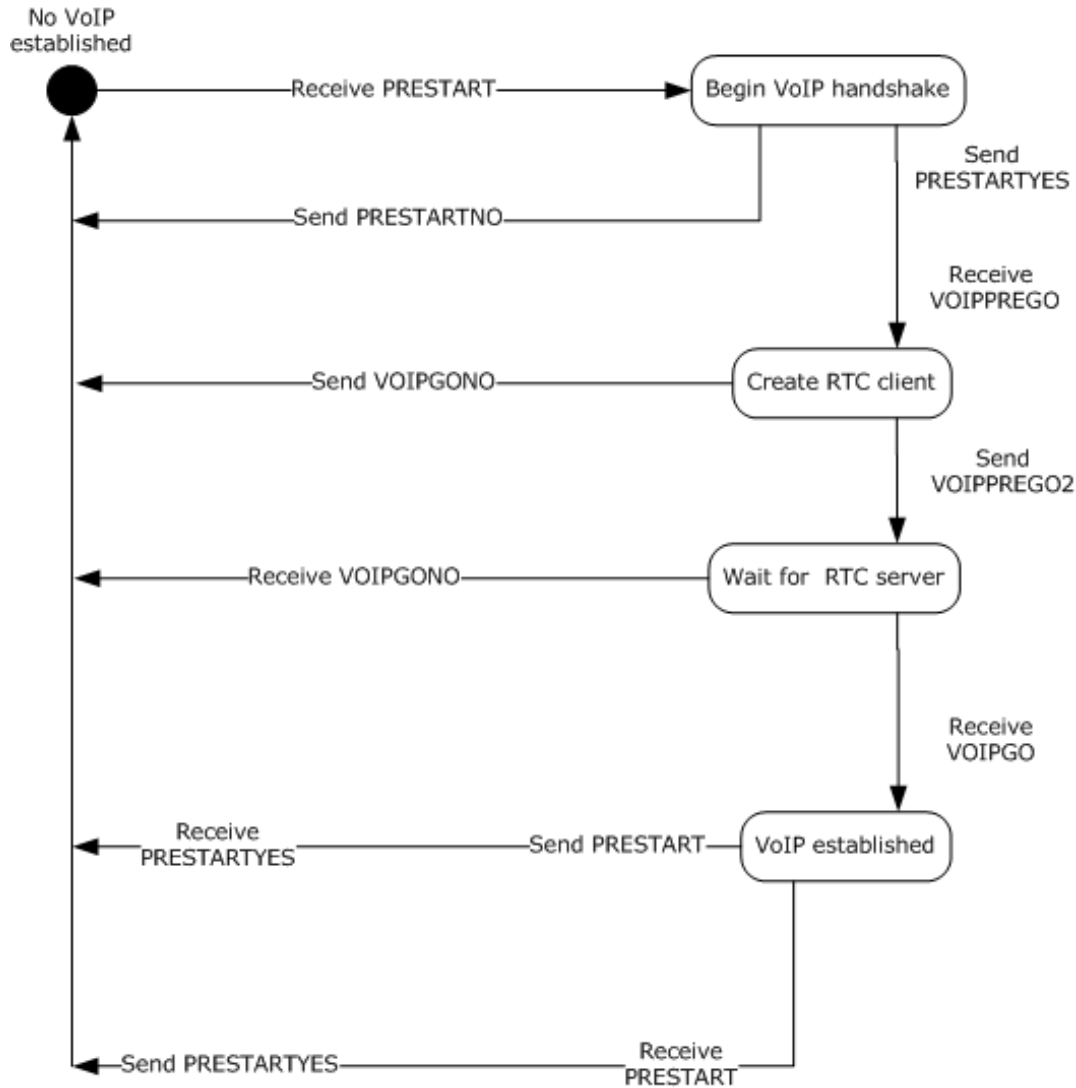 No VoIP
established
Receive PRESTART
Begin VoIP handshake
Send
PRESTARTYES
Send PRESTARTNO
Receive
VOIPPREGO
Send VOIPGONO
Create RTC client
Send
VOIPPREGO2
Receive VOIPGONO
Wait for RTC server
Receive
VOIPGO
Receive
PRESTARTYES
Send PRESTART
VoIP established
Send PRESTARTYES
Receive
PRESTART